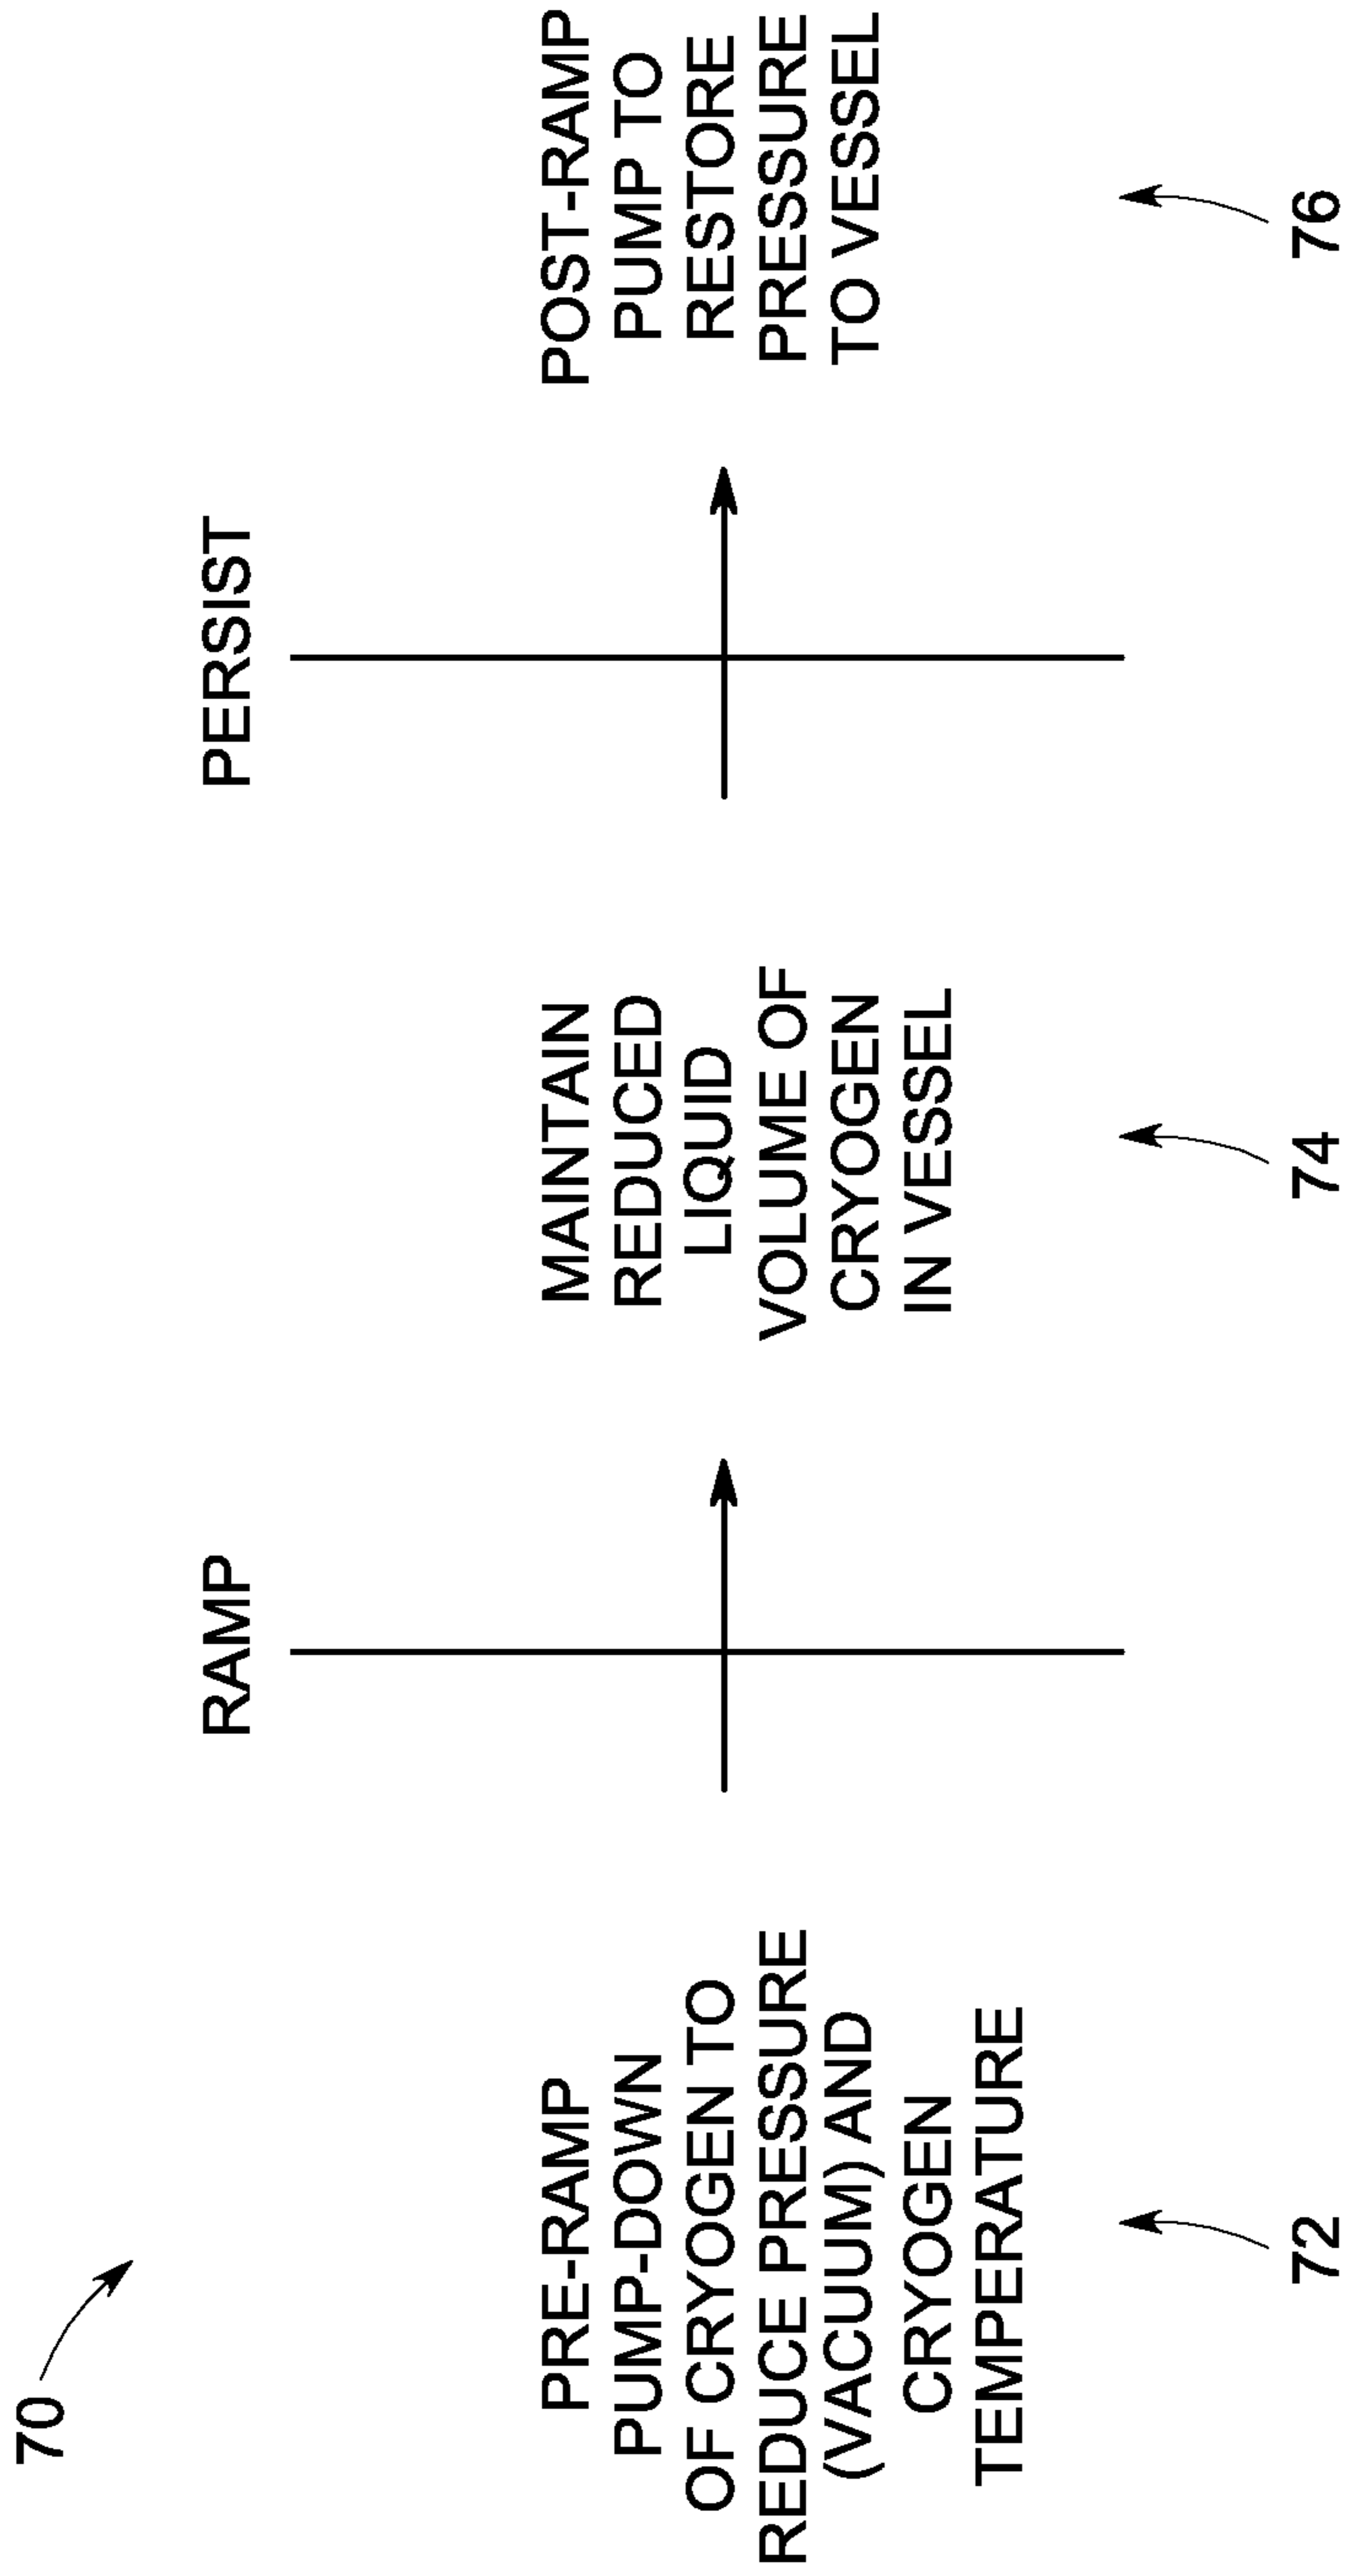 70
RAMP
PERSIST
PRE-RAMP
PUMP-DOWN
OF CRYOGEN TO
REDUCE PRESSURE
(VACUUM) AND
CRYOGEN
TEMPERATURE
72
MAINTAIN
REDUCED
LIQUID
VOLUME OF
CRYOGEN
IN VESSEL
74
POST-RAMP
PUMP TO
RESTORE
PRESSURE
TO VESSEL
76